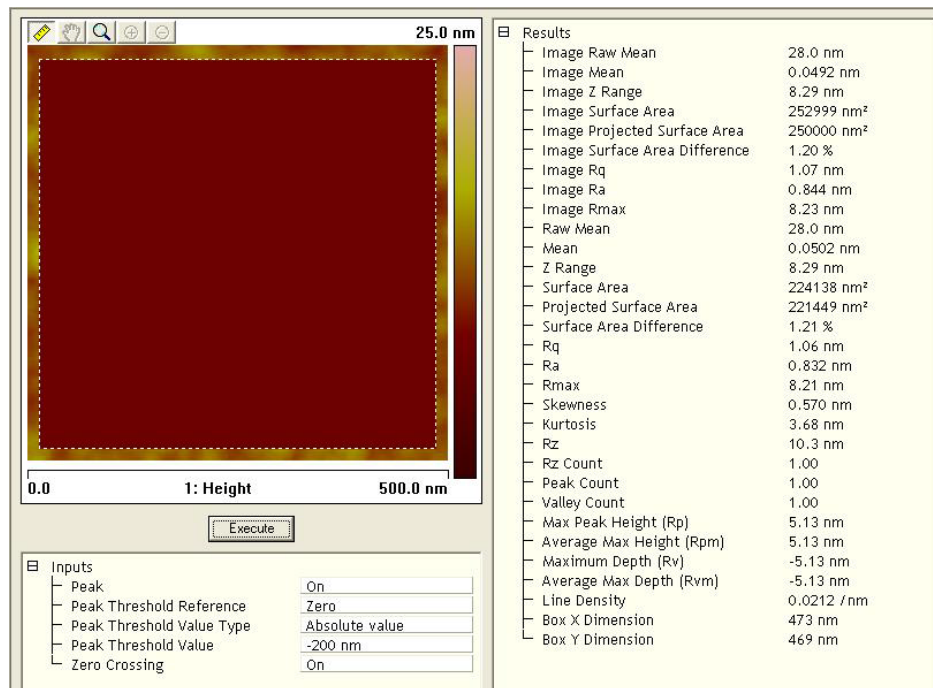 25.0 nm
0.0 1: Height 500.0 nm
Execute
Inputs
Peak On
Peak Threshold Reference Zero
Peak Threshold Value Type Absolute value
Peak Threshold Value -200 nm
Zero Crossing On
Results
Image Raw Mean 28.0 nm
Image Mean 0.0492 nm
Image Z Range 8.29 nm
Image Surface Area 252999 nm²
Image Projected Surface Area 250000 nm²
Image Surface Area Difference 1.20 %
Image Rq 1.07 nm
Image Ra 0.844 nm
Image Rmax 8.23 nm
Raw Mean 28.0 nm
Mean 0.0502 nm
Z Range 8.29 nm
Surface Area 224138 nm²
Projected Surface Area 221449 nm²
Surface Area Difference 1.21 %
Rq 1.06 nm
Ra 0.832 nm
Rmax 8.21 nm
Skewness 0.570 nm
Kurtosis 3.68 nm
Rz 10.3 nm
Rz Count 1.00
Peak Count 1.00
Valley Count 1.00
Max Peak Height (Rp) 5.13 nm
Average Max Height (Rpm) 5.13 nm
Maximum Depth (Rv) -5.13 nm
Average Max Depth (Rvm) -5.13 nm
Line Density 0.0212 /nm
Box X Dimension 473 nm
Box Y Dimension 469 nm